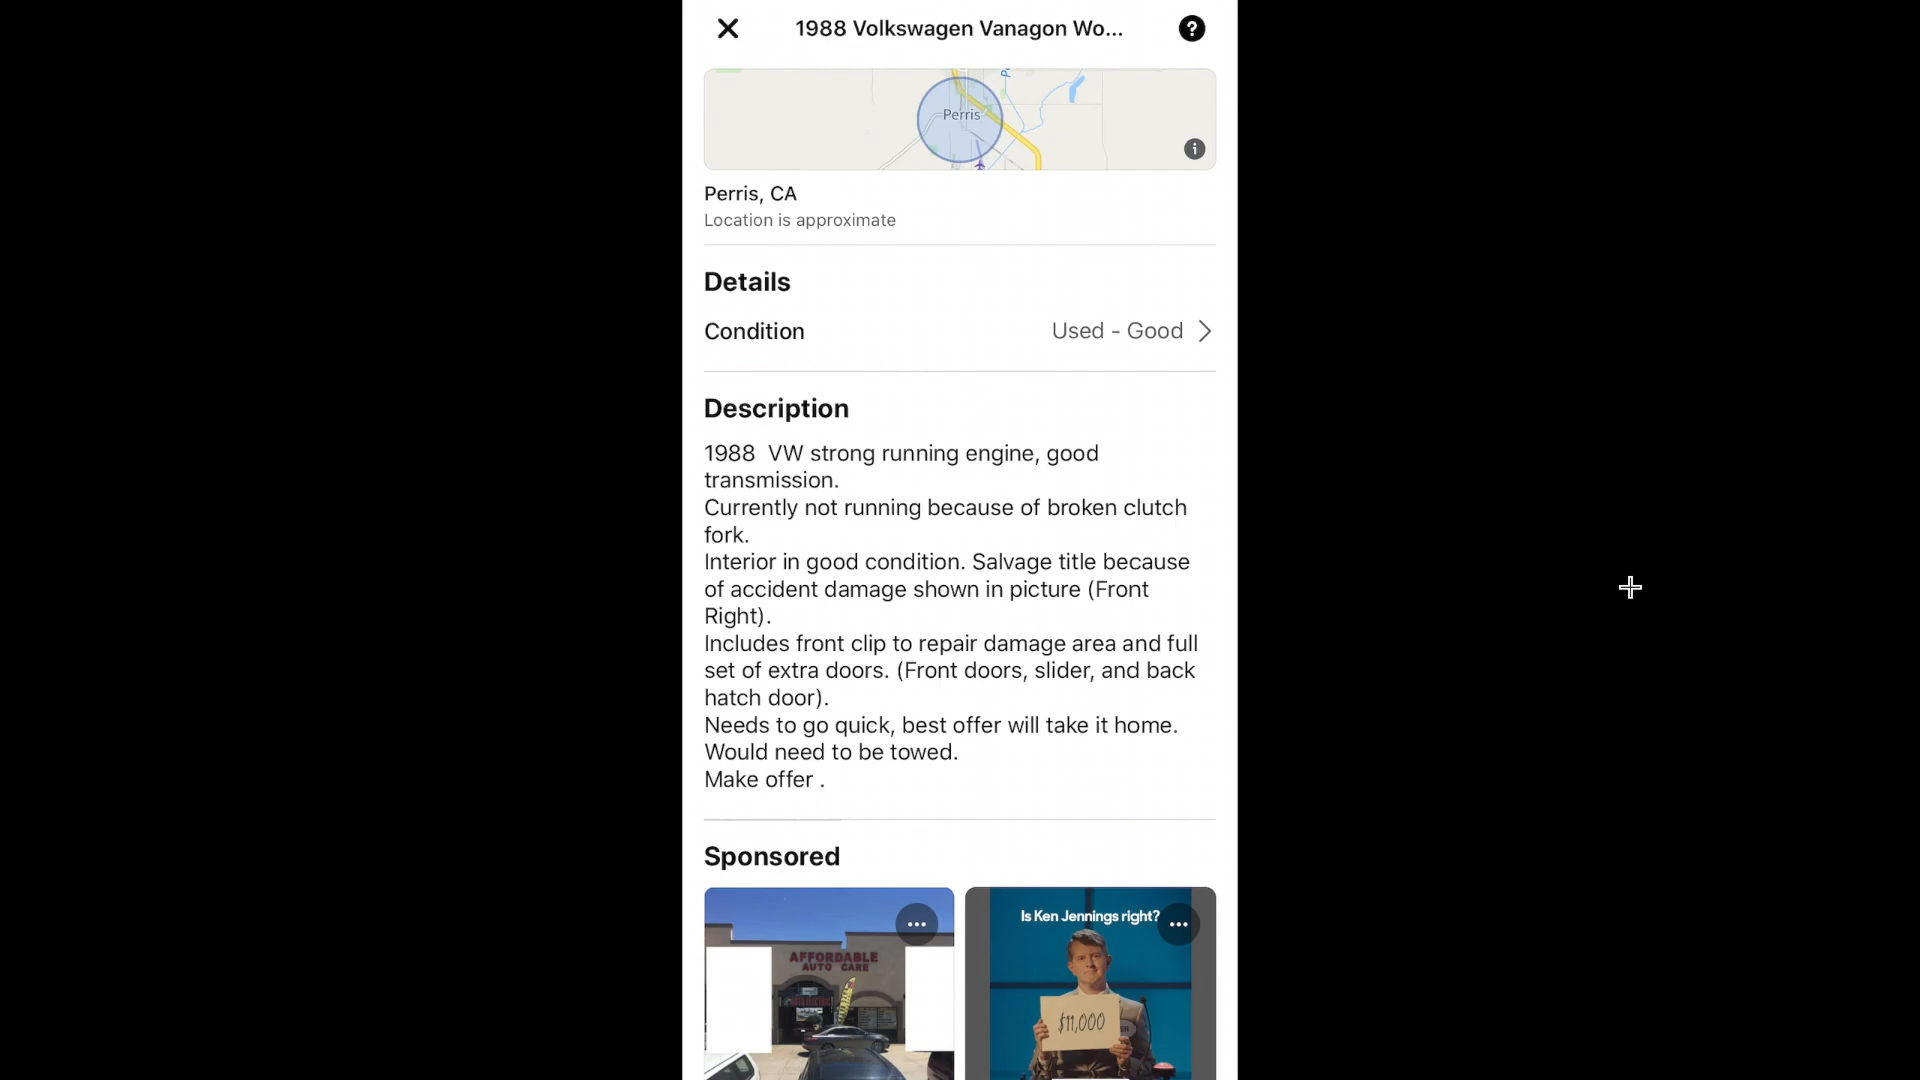 1988 Volkswagen Vanagon Wo...
Perris
Perris, CA
Location is approximate
Details
Condition
Used - Good
Description
1988  VW strong running engine, good
transmission.
Currently not running because of broken clutch
fork.
Interior in good condition. Salvage title because
of accident damage shown in picture (Front
Right).
Includes front clip to repair damage area and full
set of extra doors. (Front doors, slider, and back
hatch door).
Needs to go quick, best offer will take it home.
Would need to be towed.
Make offer .
Sponsored
AFFORDABLE
AUTO CARE
Is Ken Jennings right?
$11,000